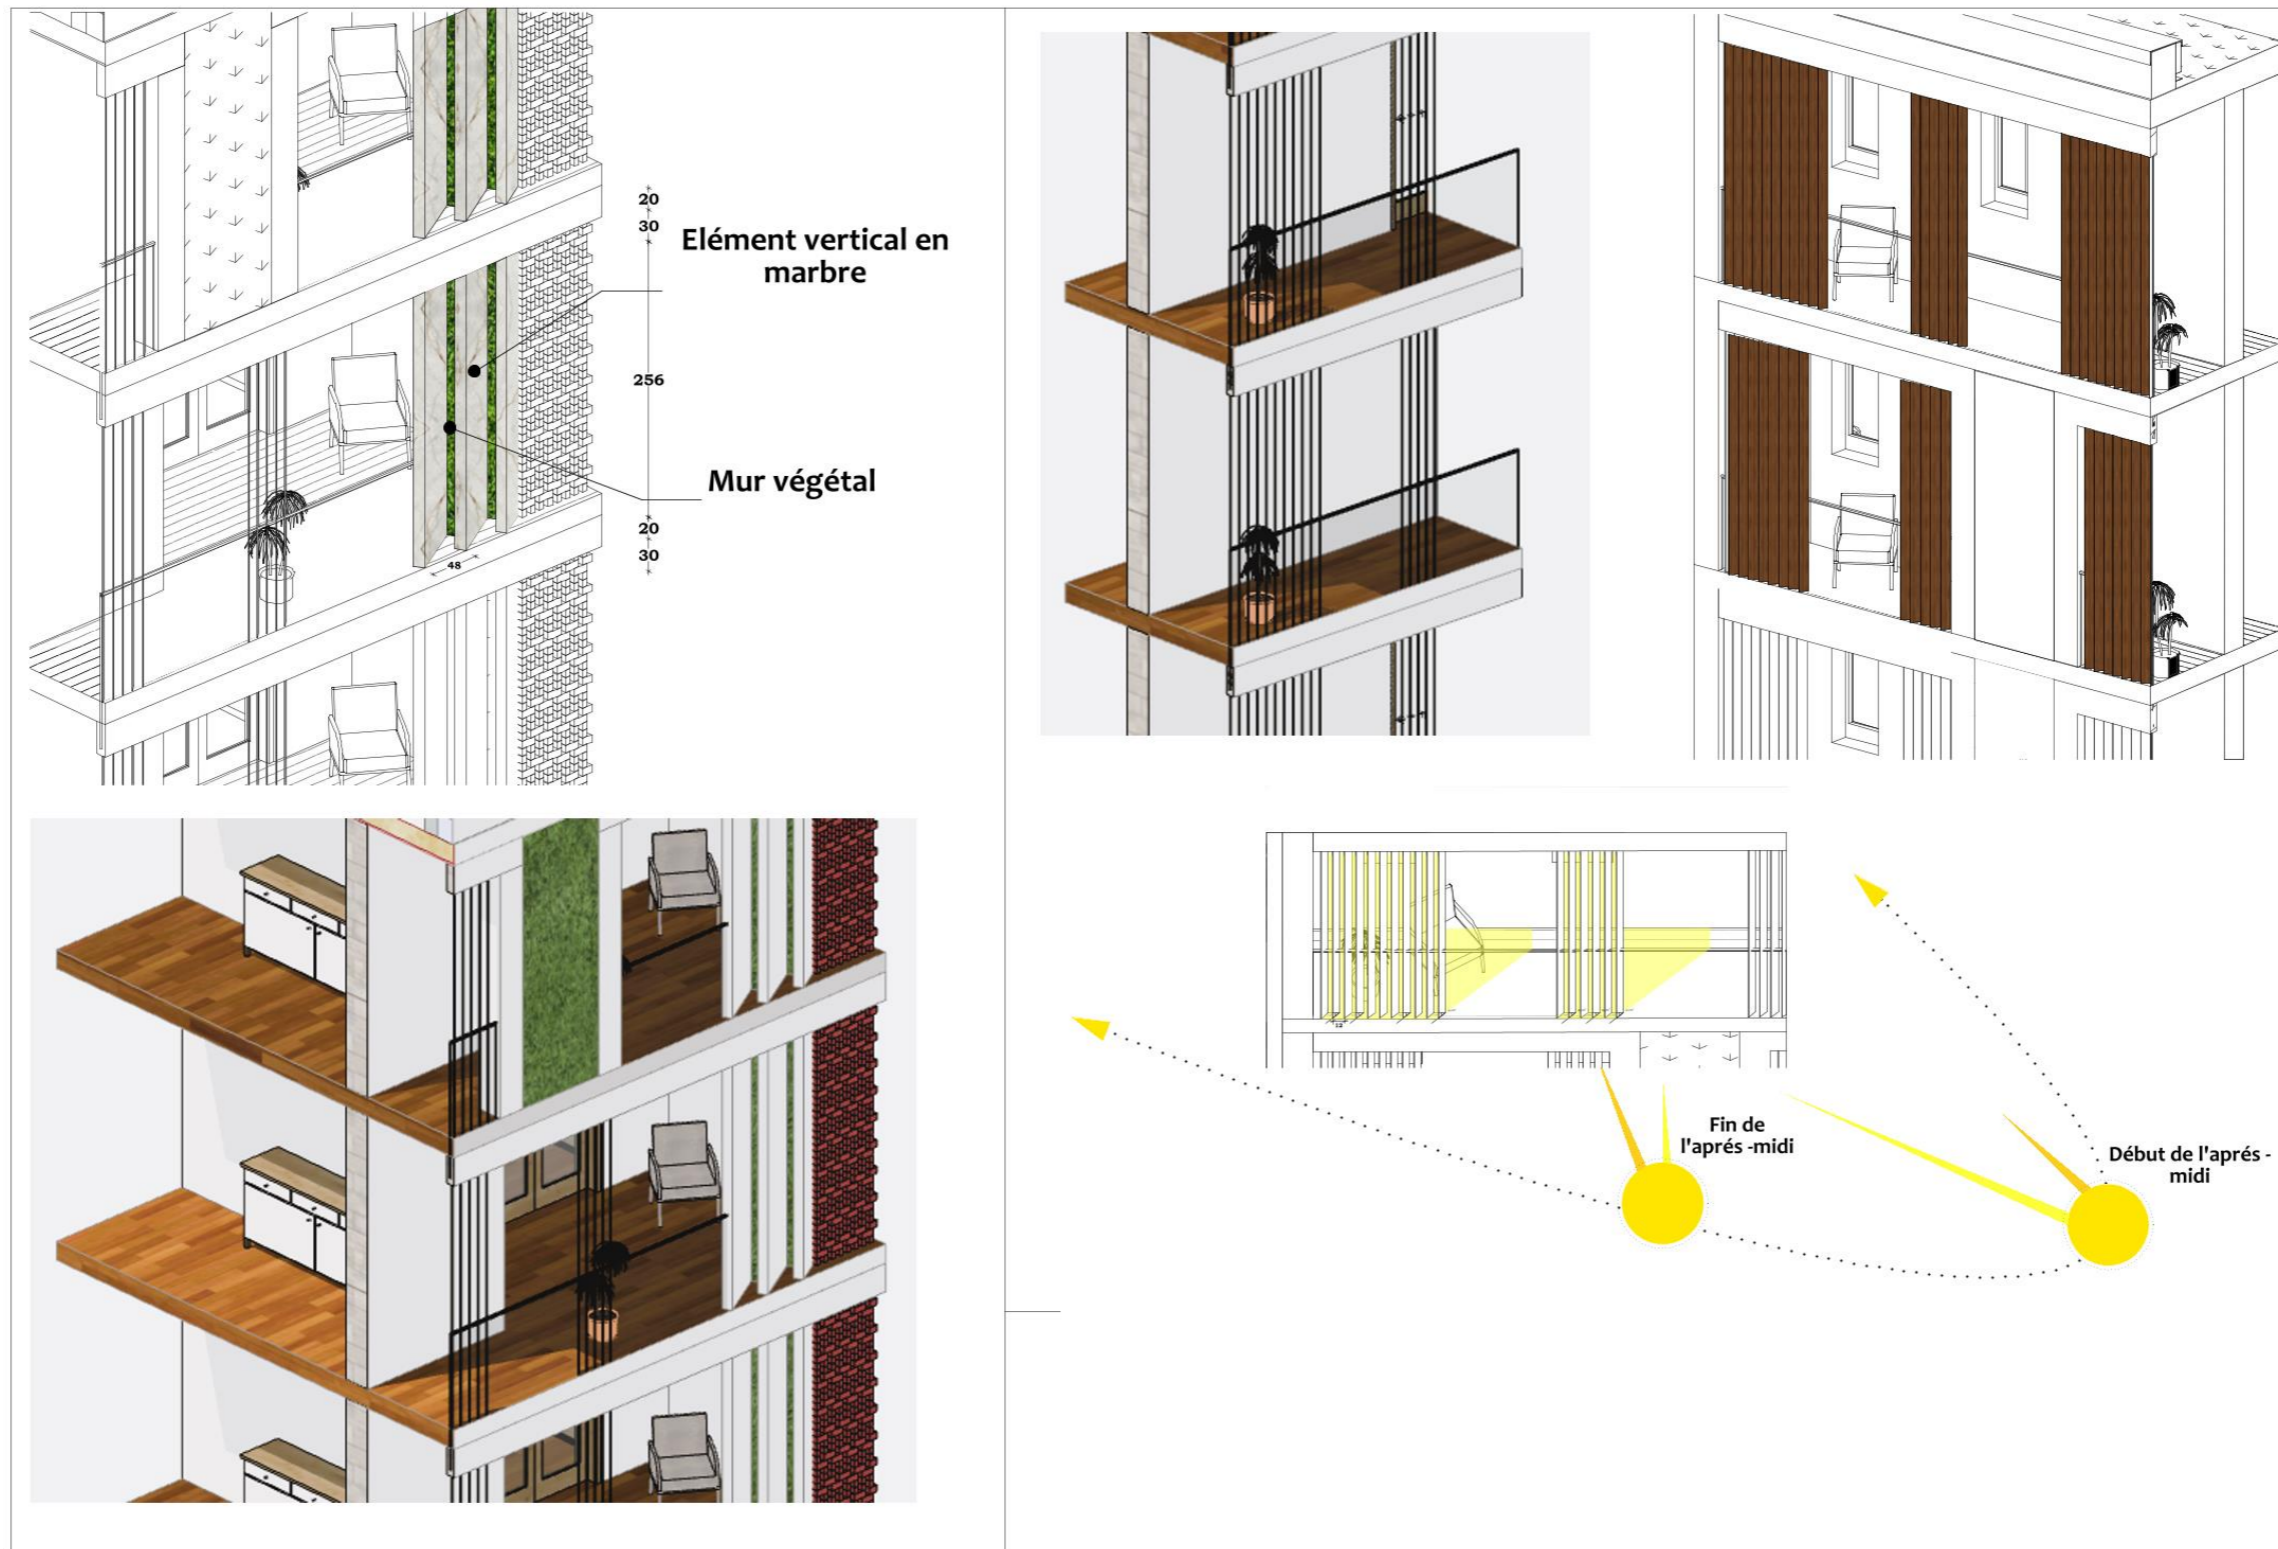 20
30
Elément vertical en
marbre
256
Mur végétal
20
30
48
Fin de
l'aprés -midi
Début de l'aprés -
midi